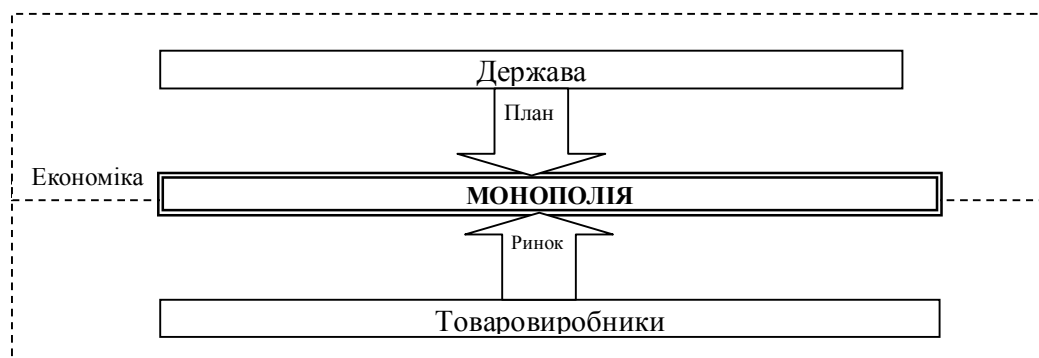 Держава
План
Економіка
МОНОПОЛІЯ
Ринок
Товаровиробники